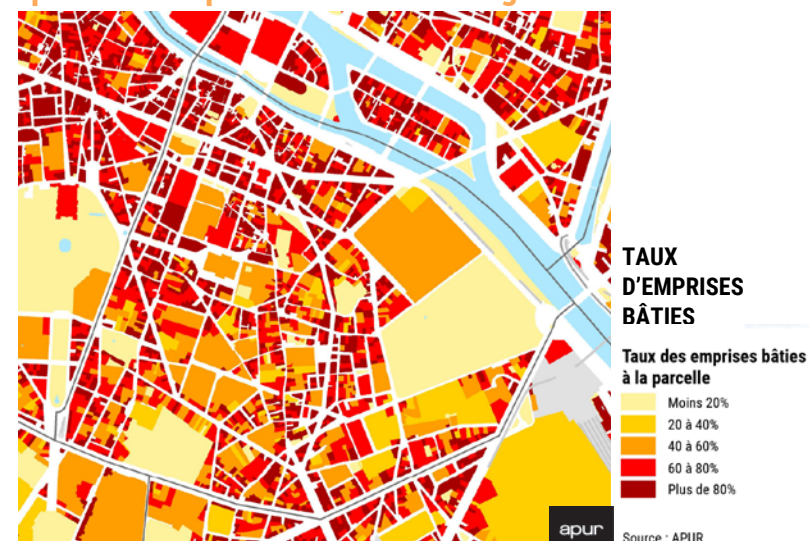 TAUX
D'EMPRISES
BÂTIES
Taux des emprises bâties
à la parcelle
Moins 20%
20 à 40%
40 à 60%
60 à 80%
Plus de 80%
apur
Source : APUR